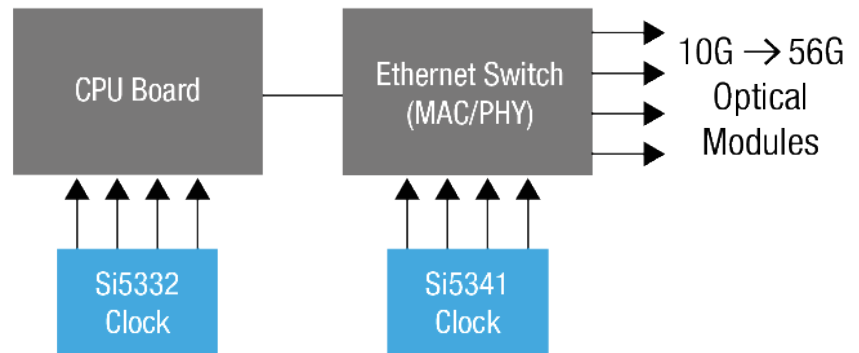 CPU Board
Ethernet Switch
(MAC/PHY)
10G → 56G
Optical
Modules
Si5332
Clock
Si5341
Clock